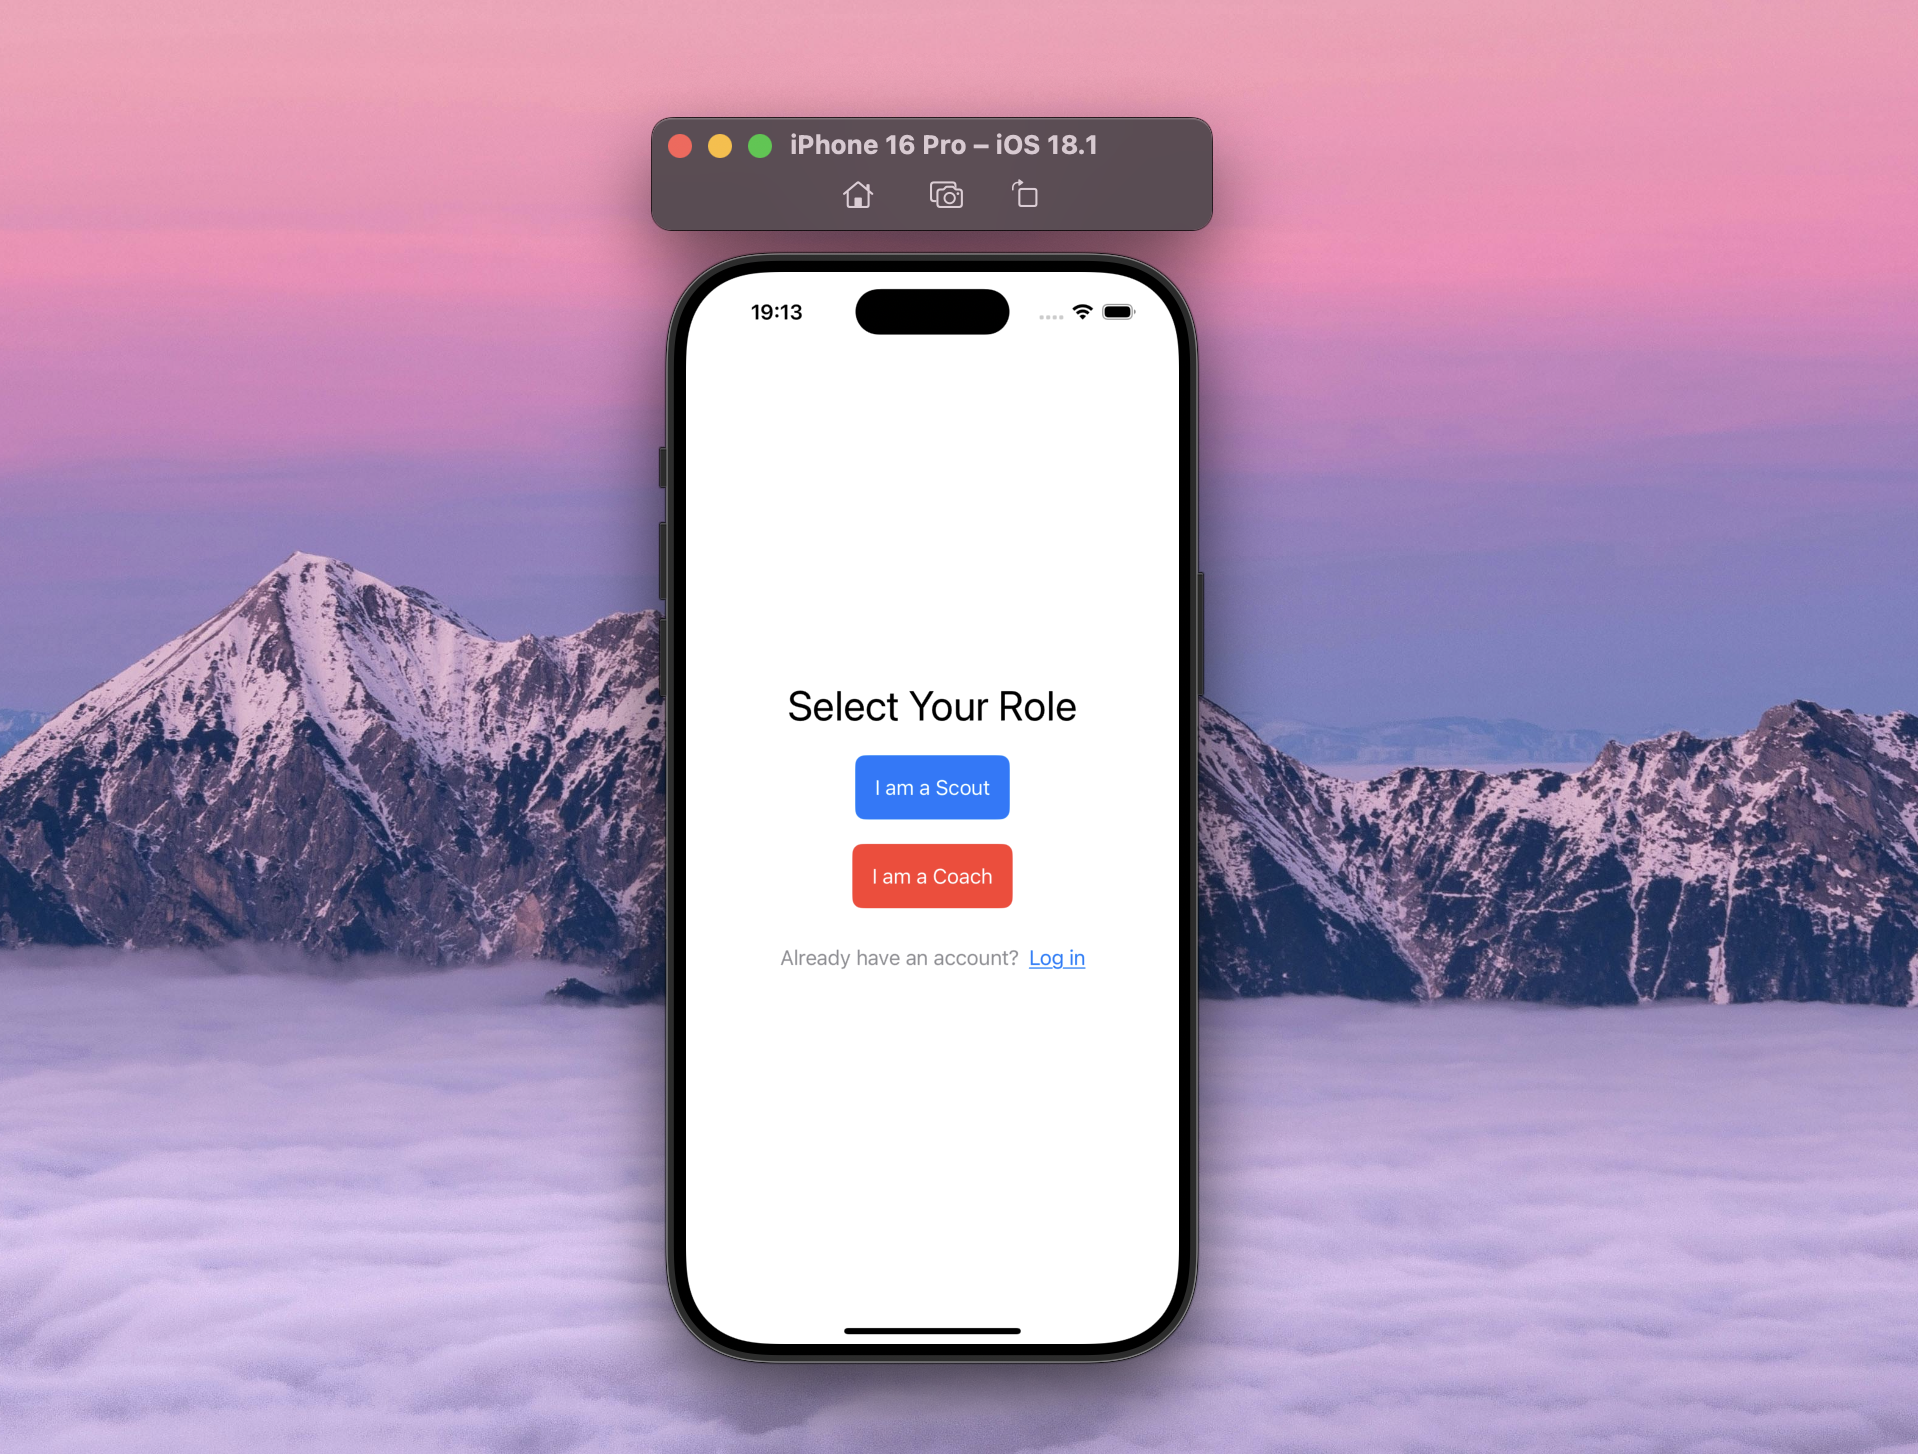 iPhone 16 Pro – iOS 18.1
19:13
Select Your Role
I am a Scout
I am a Coach
Already have an account? Log in